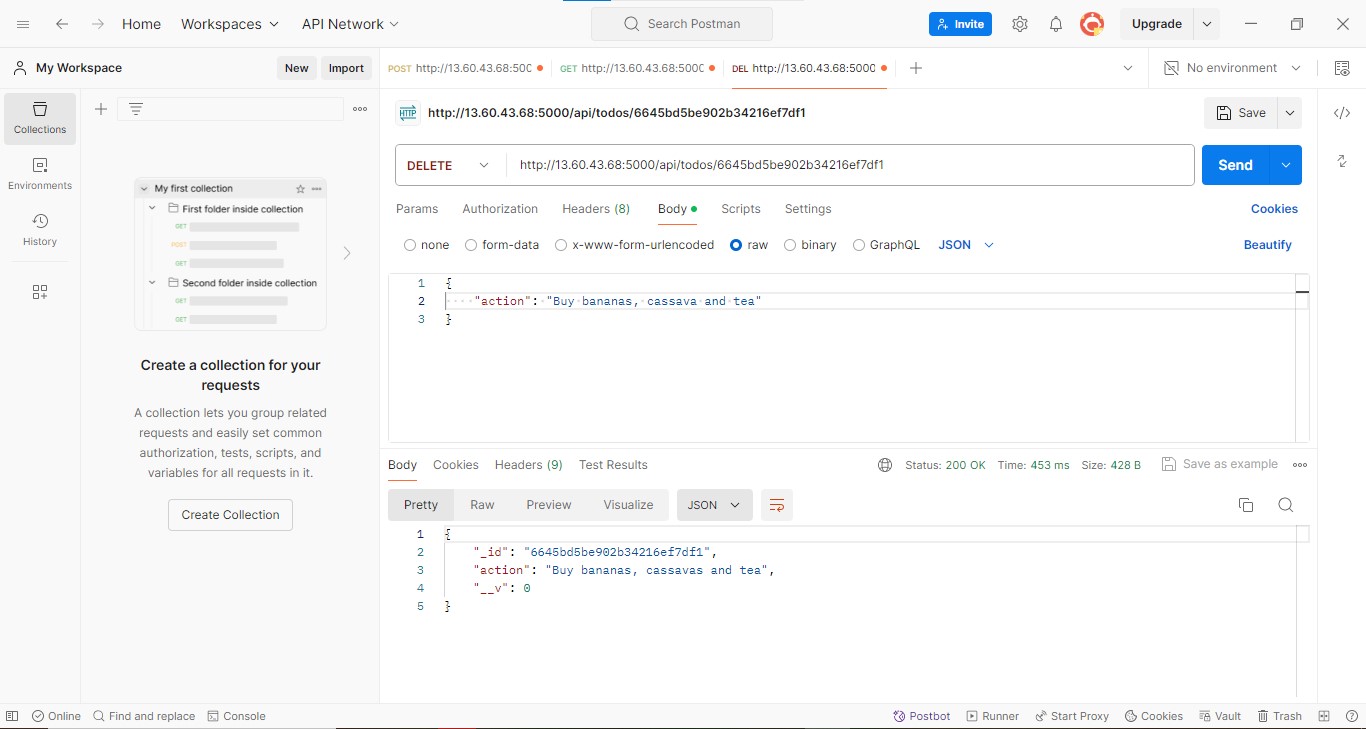 Home Workspaces API Network Search Postman Invite Upgrade
My Workspace New Import POST http://13.60.43.68:500 GET http://13.60.43.68:500 DEL http://13.60.43.68:5000 No environment
Collections
Environments
History
My first collection
First folder inside collection
GET
POST
GET
Second folder inside collection
GET
GET
Create a collection for your
requests
A collection lets you group related
requests and easily set common
authorization, tests, scripts, and
variables for all requests in it.
Create Collection
HTTP http://13.60.43.68:5000/api/todos/6645bd5be902b34216ef7df1 Save
DELETE http://13.60.43.68:5000/api/todos/6645bd5be902b34216ef7df1 Send
Params Authorization Headers (8) Body Scripts Settings Cookies
none form-data x-www-form-urlencoded raw binary GraphQL JSON Beautify
1 {
2 "action": "Buy bananas, cassava and tea"
3 }
Body Cookies Headers (9) Test Results Status: 200 OK Time: 453 ms Size: 428 B Save as example
Pretty Raw Preview Visualize JSON
1 {
2 "_id": "6645bd5be902b34216ef7df1",
3 "action": "Buy bananas, cassavas and tea",
4 "__v": 0
5 }
Online Find and replace Console Postbot Runner Start Proxy Cookies Vault Trash